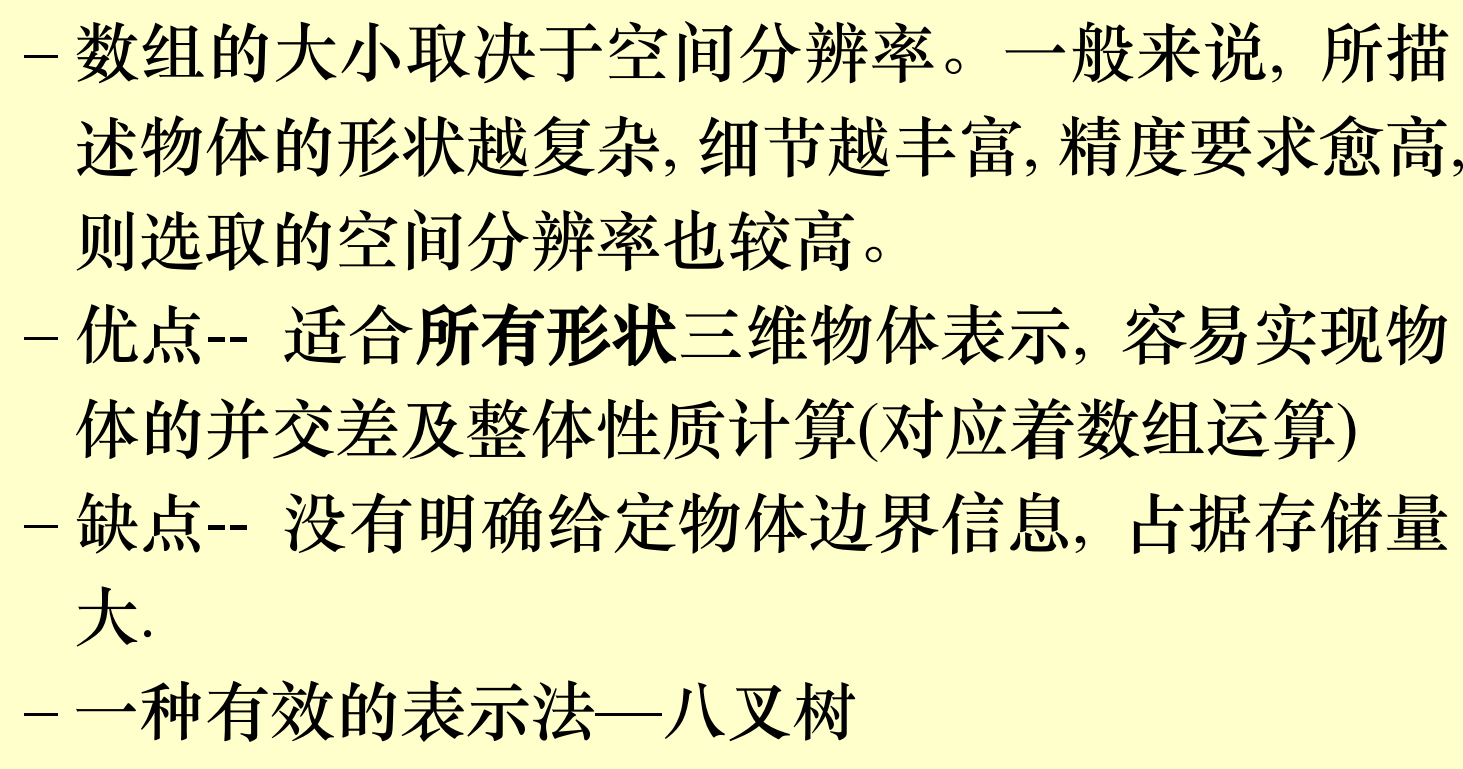 – 数组的大小取决于空间分辨率。一般来说, 所描
述物体的形状越复杂, 细节越丰富, 精度要求愈高,
则选取的空间分辨率也较高。
– 优点-- 适合所有形状三维物体表示, 容易实现物
体的并交差及整体性质计算(对应着数组运算)
– 缺点-- 没有明确给定物体边界信息, 占据存储量
大.
– 一种有效的表示法—八叉树